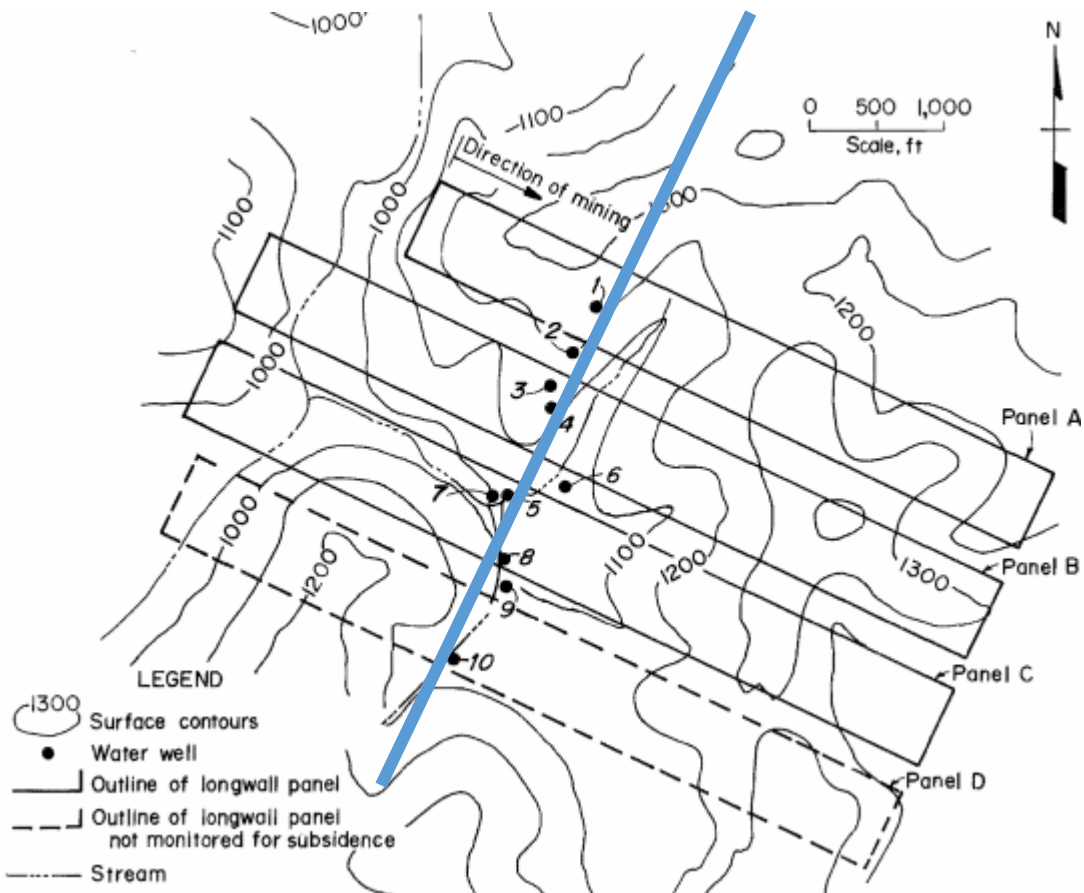 1000
N
1100
0 500 1,000
Scale, ft
Direction of mining
1000
1100
1
1200
2
1000
3
4
Panel A
6
7
5
8
1100
1200
Panel B
1000
1300
9
1200
10
Panel C
LEGEND
1300
Surface contours
Water well
Outline of longwall panel
Panel D
Outline of longwall panel
not monitored for subsidence
Stream